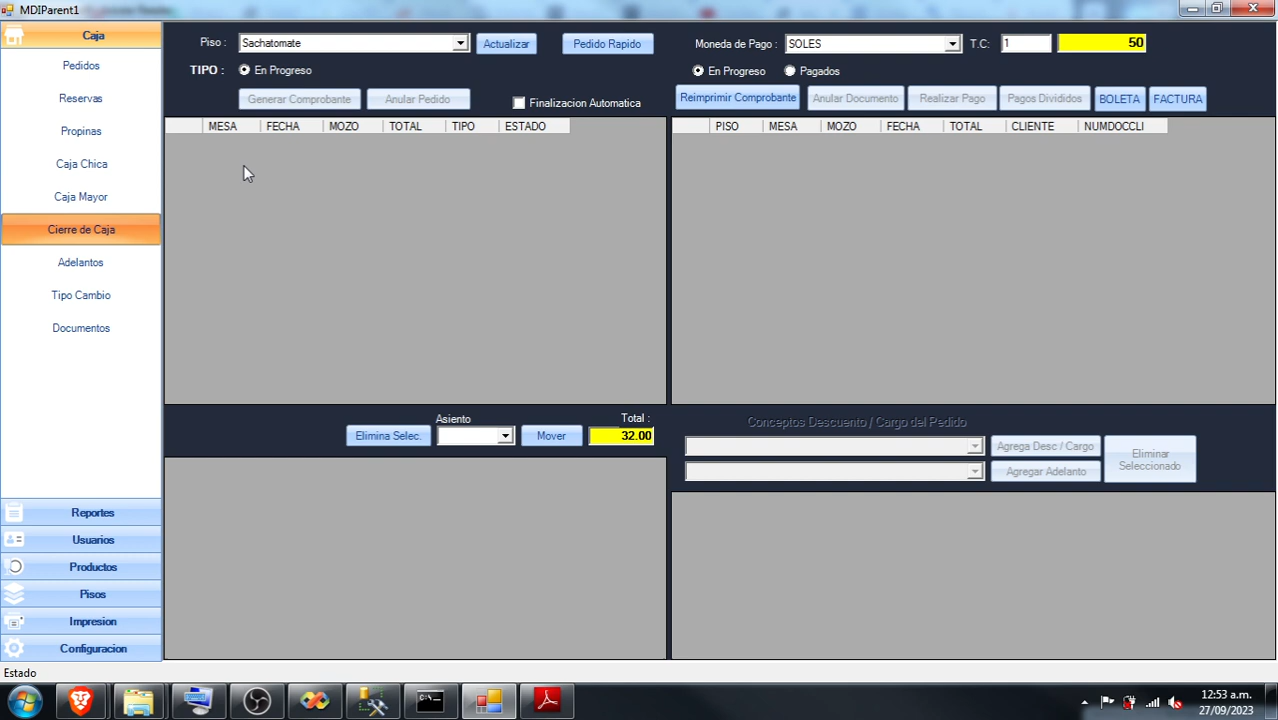 MDIParent1
Caja
Pedidos
Reservas
Propinas
Caja Chica
Caja Mayor
Cierre de Caja
Adelantos
Tipo Cambio
Documentos
Reportes
Usuarios
Productos
Pisos
Impresion
Configuracion
Piso : Sachatomate Actualizar Pedido Rapido
TIPO : En Progreso
Generar Comprobante Anular Pedido Finalizacion Automatica
MESA FECHA MOZO TOTAL TIPO ESTADO
Moneda de Pago : SOLES T.C: 1 50
En Progreso Pagados
Reimprimir Comprobante Anular Documento Realizar Pago Pagos Divididos BOLETA FACTURA
PISO MESA MOZO FECHA TOTAL CLIENTE NUMDOCCLI
Asiento Total :
Elimina Selec. Mover 32.00
Conceptos Descuento / Cargo del Pedido
Agrega Desc / Cargo
Agregar Adelanto
Eliminar
Seleccionado
Estado
C:\.
12:53 a.m.
27/09/2023